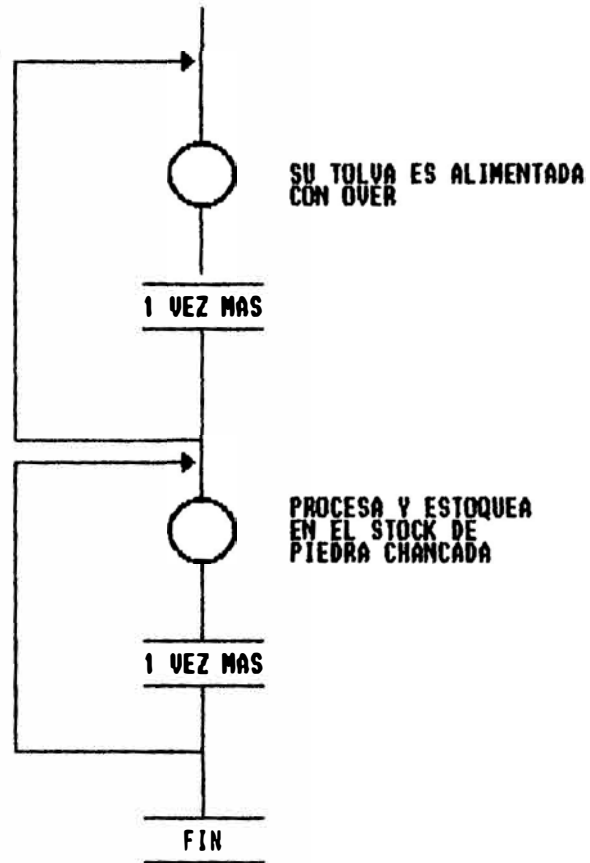 SU TOLVA ES ALIMENTADA
CON OVER
1 VEZ MAS
PROCESA Y ESTOQUEA
EN EL STOCK DE
PIEDRA CHANCADA
1 VEZ MAS
FIN